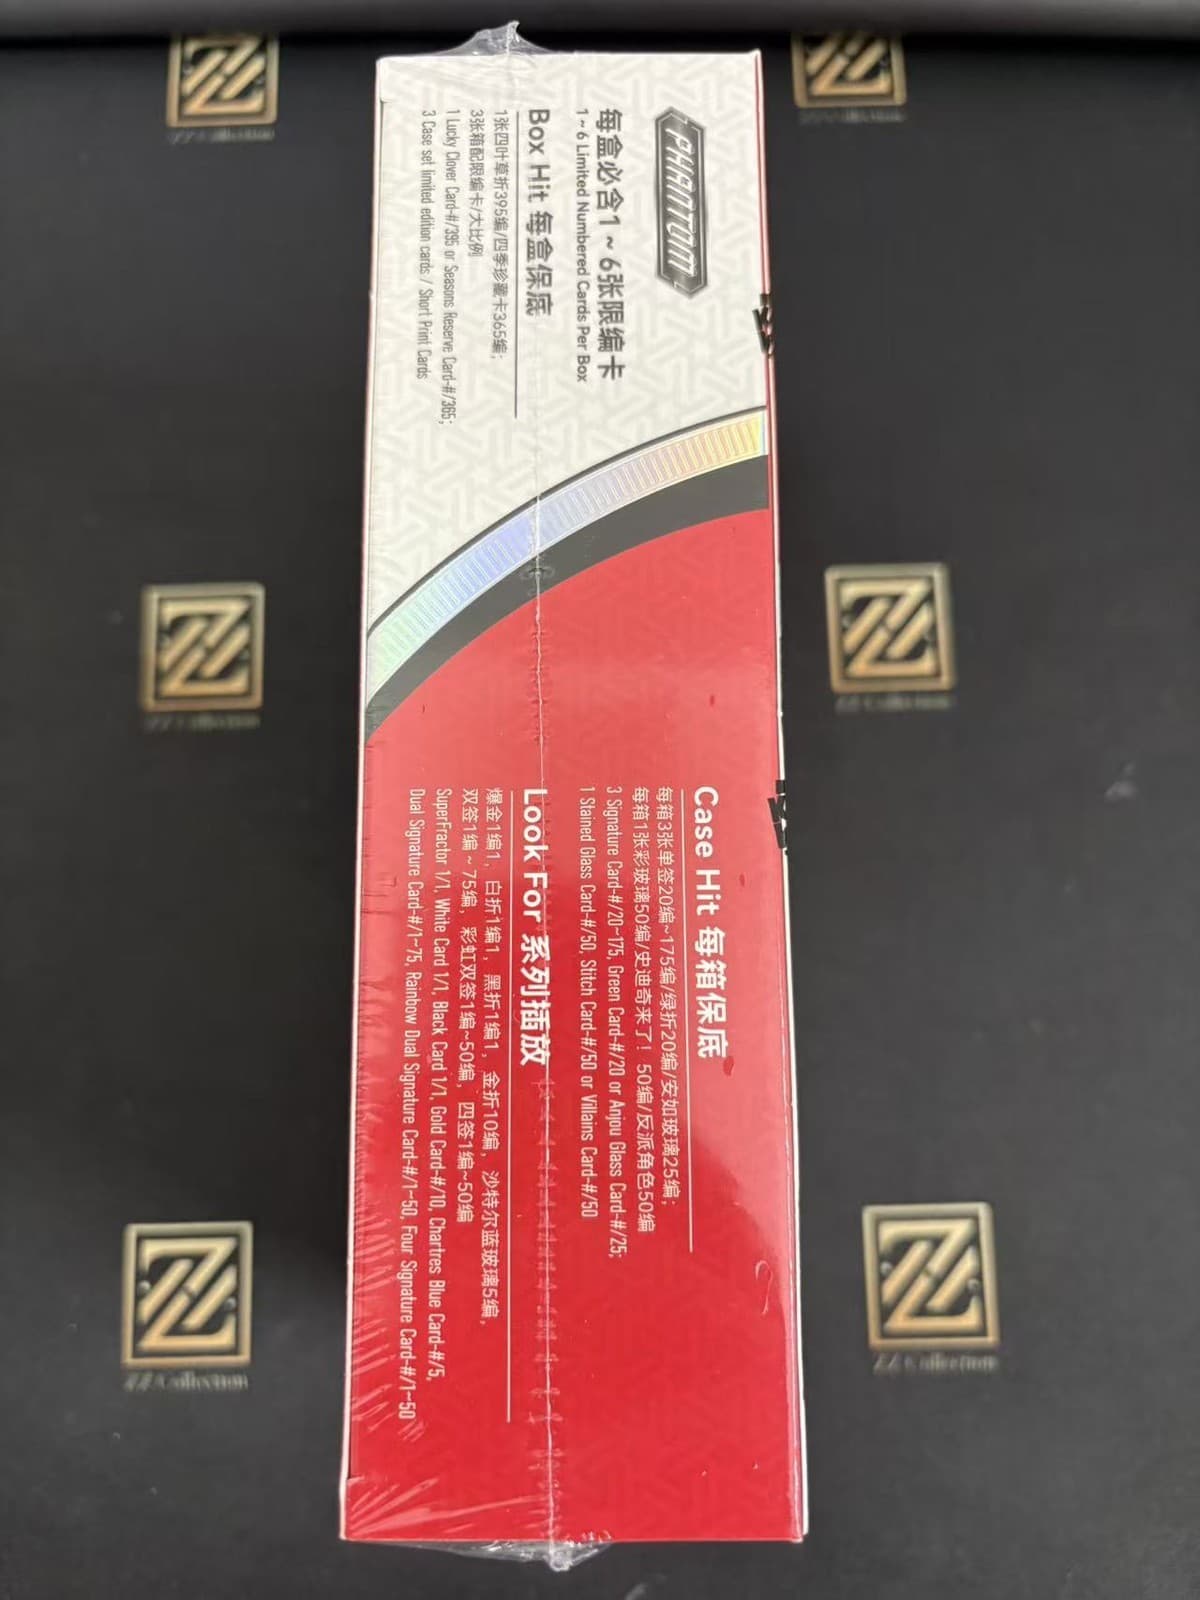 PHANTOM
每盒必含1~6张限编卡
1~6 Limited Numbered Cards Per Box
Box Hit 每盒保底
1张四叶草折395编/四季珍藏卡365编;
3张箱配限编卡/大比例
1 Lucky Clover Card-#/395 or Seasons Reserve Card-#/365;
3 Case set limited edition cards / Short Print Cards
Case Hit 每箱保底
每箱3张单签20编~175编/绿折20编/安如玻璃25编;
每箱1张彩玻璃50编/史迪奇来了！50编/反派角色50编
3 Signature Card-#/20~175, Green Card-#/20 or Anjou Glass Card-#/25;
1 Stained Glass Card-#/50, Stitch Card-#/50 or Villains Card-#/50
Look For 系列插放
爆金1编1, 白折1编1, 黑折1编1, 金折10编, 沙特尔蓝玻璃5编,
双签1编~75编, 彩虹双签1编~50编, 四签1编~50编
SuperFractor 1/1, White Card 1/1, Black Card 1/1, Gold Card-#/10, Chartres Blue Card-#/5,
Dual Signature Card-#/1~75, Rainbow Dual Signature Card-#/1~50, Four Signature Card-#/1~50
ZZ Collection
ZZ Collection
ZZ Collection
ZZ Collection
ZZ Collection
ZZ Collection